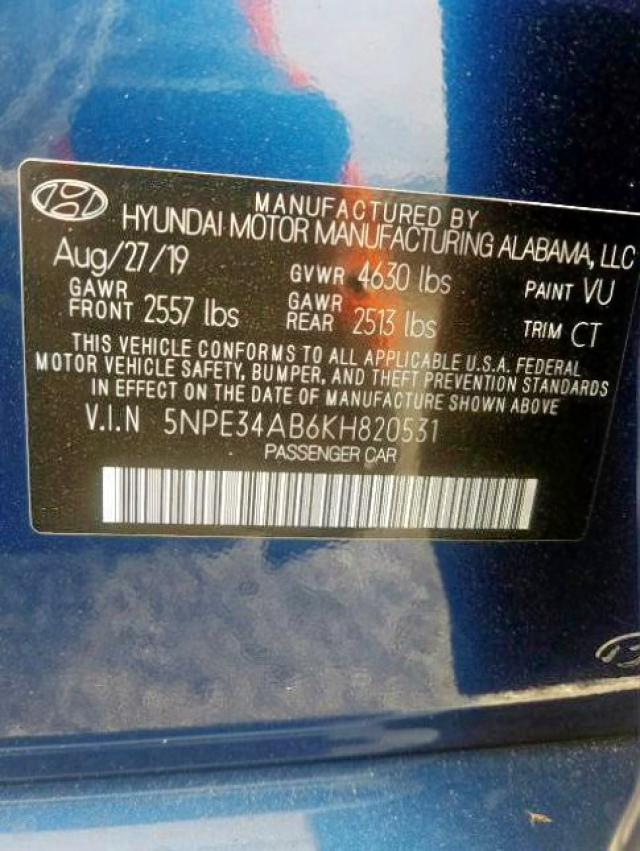 MANUFACTURED BY
HYUNDAI MOTOR MANUFACTURING ALABAMA, LLC
Aug/27/19 GVWR 4630 lbs PAINT VU
GAWR FRONT 2557 lbs GAWR REAR 2513 lbs TRIM CT
THIS VEHICLE CONFORMS TO ALL APPLICABLE U.S.A. FEDERAL
MOTOR VEHICLE SAFETY, BUMPER, AND THEFT PREVENTION STANDARDS
IN EFFECT ON THE DATE OF MANUFACTURE SHOWN ABOVE
V.I.N 5NPE34AB6KH820531
PASSENGER CAR